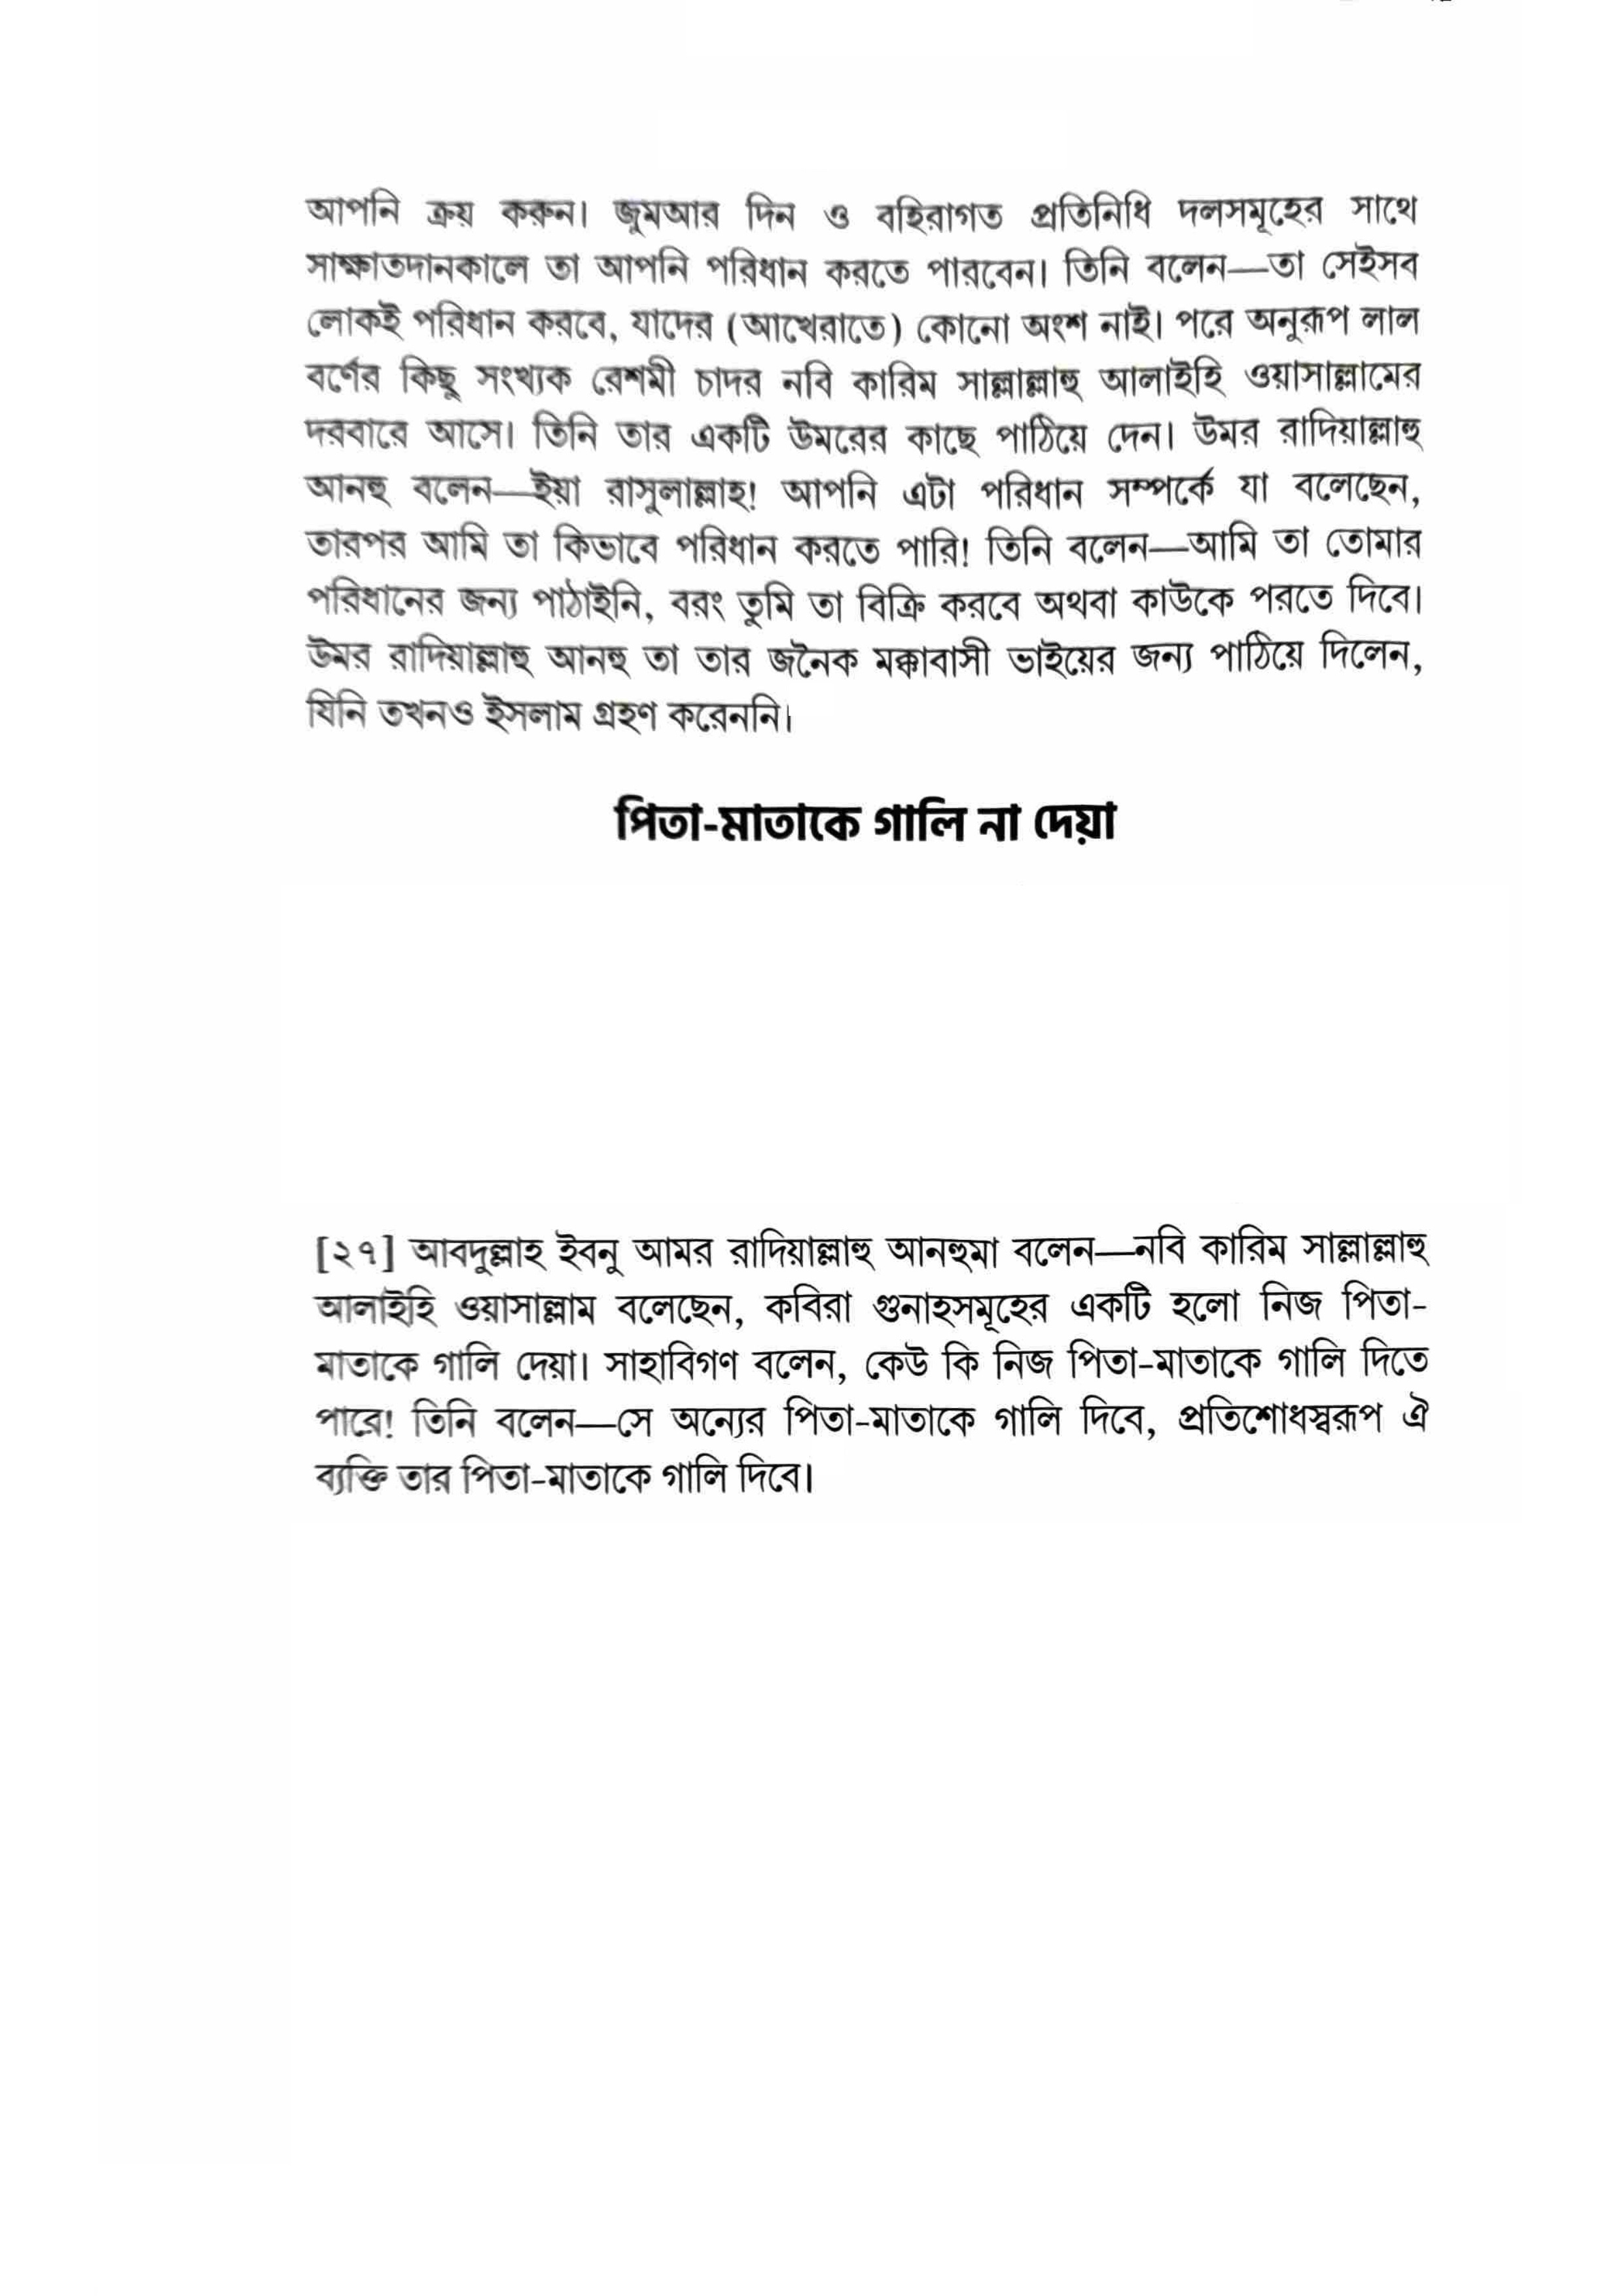 আপনি ক্রয় করুন। জুমআর দিন ও বহিরাগত প্রতিনিধি দলসমূহের সাথে
সাক্ষাতদানকালে তা আপনি পরিধান করতে পারবেন। তিনি বলেন—তা সেইসব
লোকই পরিধান করবে, যাদের (আখেরাতে) কোনো অংশ নাই। পরে অনুরূপ লাল
বর্ণের কিছু সংখ্যক রেশমী চাদর নবি কারিম সাল্লাল্লাহু আলাইহি ওয়াসাল্লামের
দরবারে আসে। তিনি তার একটি উমরের কাছে পাঠিয়ে দেন। উমর রাদিয়াল্লাহু
আনহু বলেন—ইয়া রাসুলাল্লাহ! আপনি এটা পরিধান সম্পর্কে যা বলেছেন,
তারপর আমি তা কিভাবে পরিধান করতে পারি! তিনি বলেন—আমি তা তোমার
পরিধানের জন্য পাঠাইনি, বরং তুমি তা বিক্রি করবে অথবা কাউকে পরতে দিবে।
উমর রাদিয়াল্লাহু আনহু তা তার জনৈক মক্কাবাসী ভাইয়ের জন্য পাঠিয়ে দিলেন,
যিনি তখনও ইসলাম গ্রহণ করেননি।
পিতা-মাতাকে গালি না দেয়া
[২৭] আবদুল্লাহ ইবনু আমর রাদিয়াল্লাহু আনহুমা বলেন—নবি কারিম সাল্লাল্লাহু
আলাইহি ওয়াসাল্লাম বলেছেন, কবিরা গুনাহসমূহের একটি হলো নিজ পিতা-
মাতাকে গালি দেয়া। সাহাবিগণ বলেন, কেউ কি নিজ পিতা-মাতাকে গালি দিতে
পারে! তিনি বলেন—সে অন্যের পিতা-মাতাকে গালি দিবে, প্রতিশোধস্বরূপ ঐ
ব্যক্তি তার পিতা-মাতাকে গালি দিবে।